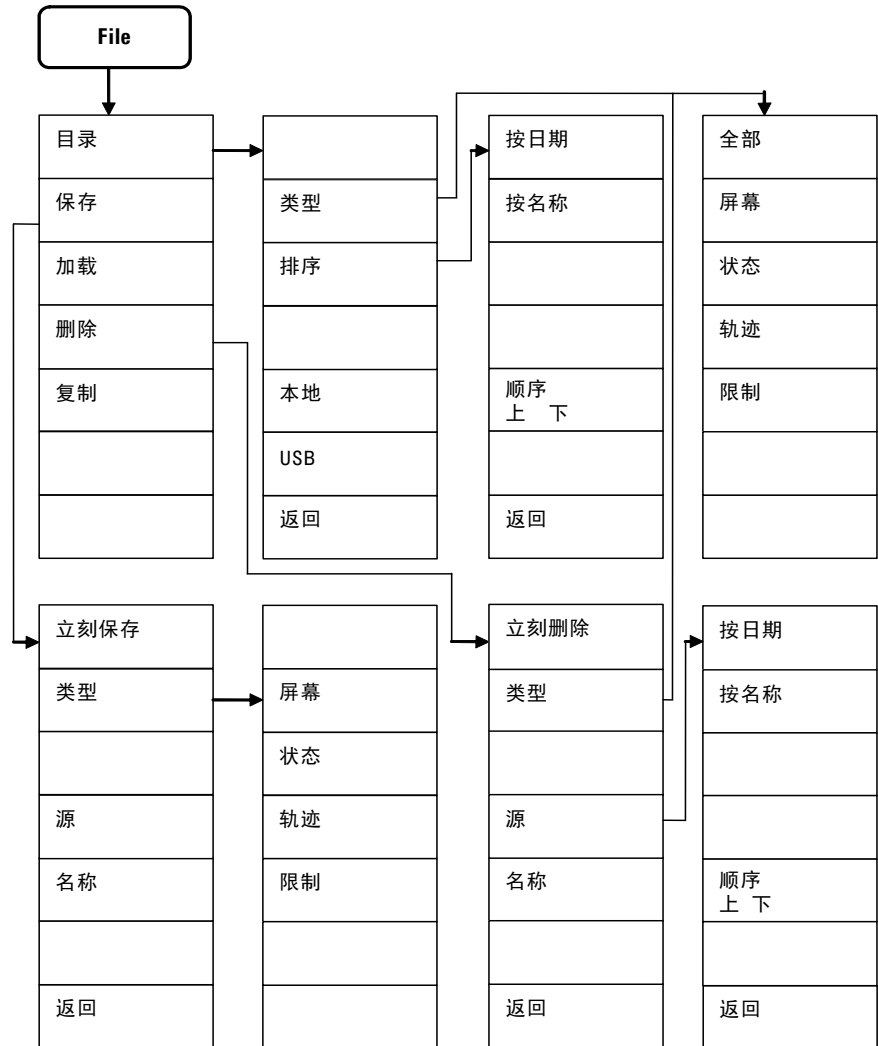 File
目录
保存
加载
删除
复制
类型
排序
本地
USB
返回
按日期
按名称
顺序
上 下
返回
全部
屏幕
状态
轨迹
限制
立刻保存
类型
源
名称
返回
屏幕
状态
轨迹
限制
立刻删除
类型
源
名称
返回
按日期
按名称
顺序
上 下
返回